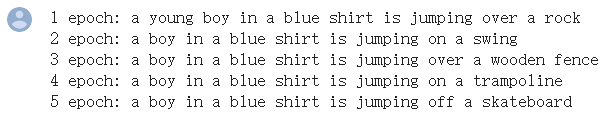 1 epoch: a young boy in a blue shirt is jumping over a rock
2 epoch: a boy in a blue shirt is jumping on a swing
3 epoch: a boy in a blue shirt is jumping over a wooden fence
4 epoch: a boy in a blue shirt is jumping on a trampoline
5 epoch: a boy in a blue shirt is jumping off a skateboard